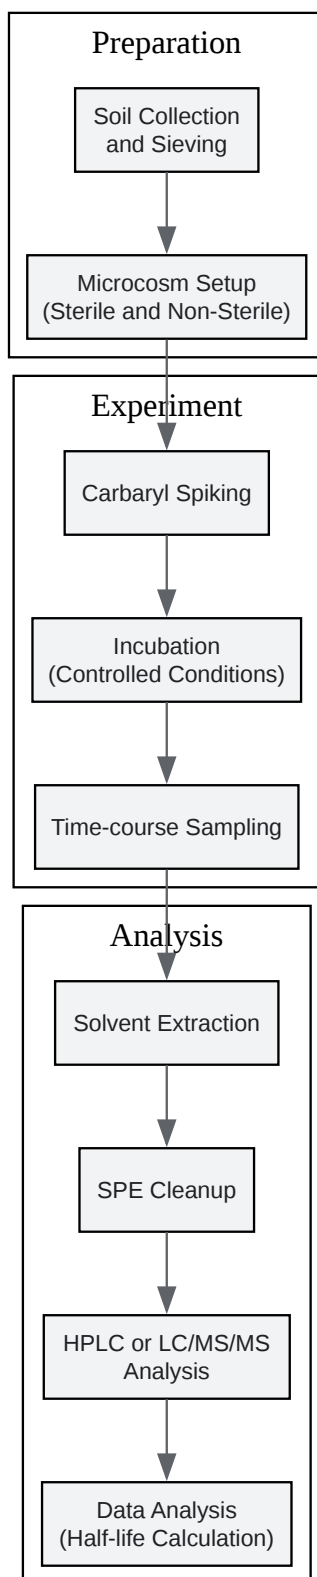 Preparation
Soil Collection
and Sieving
Microcosm Setup
(Sterile and Non-Sterile)
Experiment
Carbaryl Spiking
Incubation
(Controlled Conditions)
Time-course Sampling
Analysis
Solvent Extraction
SPE Cleanup
HPLC or LC/MS/MS
Analysis
Data Analysis
(Half-life Calculation)